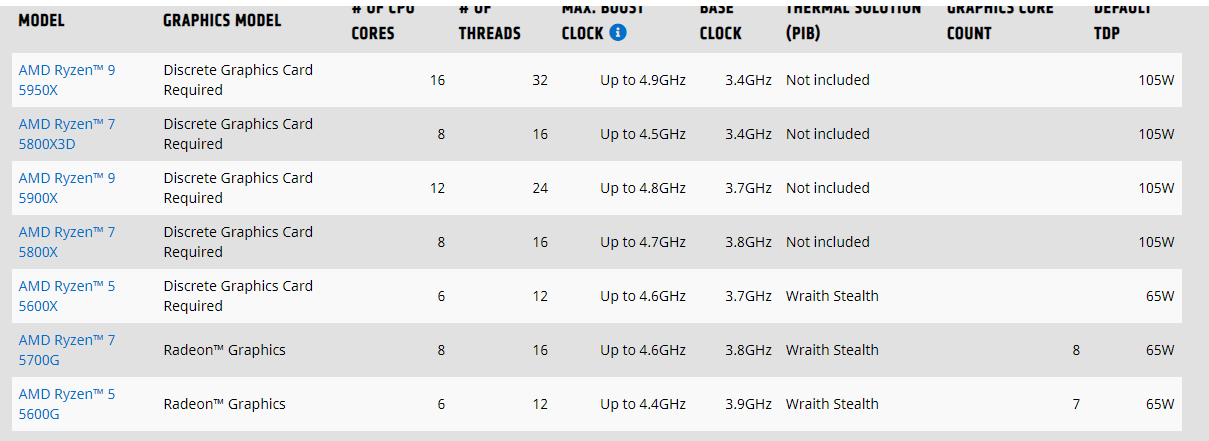 MODEL GRAPHICS MODEL # OF CPU CORES # OF THREADS MAX. BOOST CLOCK BASE CLOCK THERMAL SOLUTION (PIB) GRAPHICS CORE COUNT DEFAULT TDP
AMD Ryzen™ 9 5950X Discrete Graphics Card Required 16 32 Up to 4.9GHz 3.4GHz Not included 105W
AMD Ryzen™ 7 5800X3D Discrete Graphics Card Required 8 16 Up to 4.5GHz 3.4GHz Not included 105W
AMD Ryzen™ 9 5900X Discrete Graphics Card Required 12 24 Up to 4.8GHz 3.7GHz Not included 105W
AMD Ryzen™ 7 5800X Discrete Graphics Card Required 8 16 Up to 4.7GHz 3.8GHz Not included 105W
AMD Ryzen™ 5 5600X Discrete Graphics Card Required 6 12 Up to 4.6GHz 3.7GHz Wraith Stealth 65W
AMD Ryzen™ 7 5700G Radeon™ Graphics 8 16 Up to 4.6GHz 3.8GHz Wraith Stealth 8 65W
AMD Ryzen™ 5 5600G Radeon™ Graphics 6 12 Up to 4.4GHz 3.9GHz Wraith Stealth 7 65W